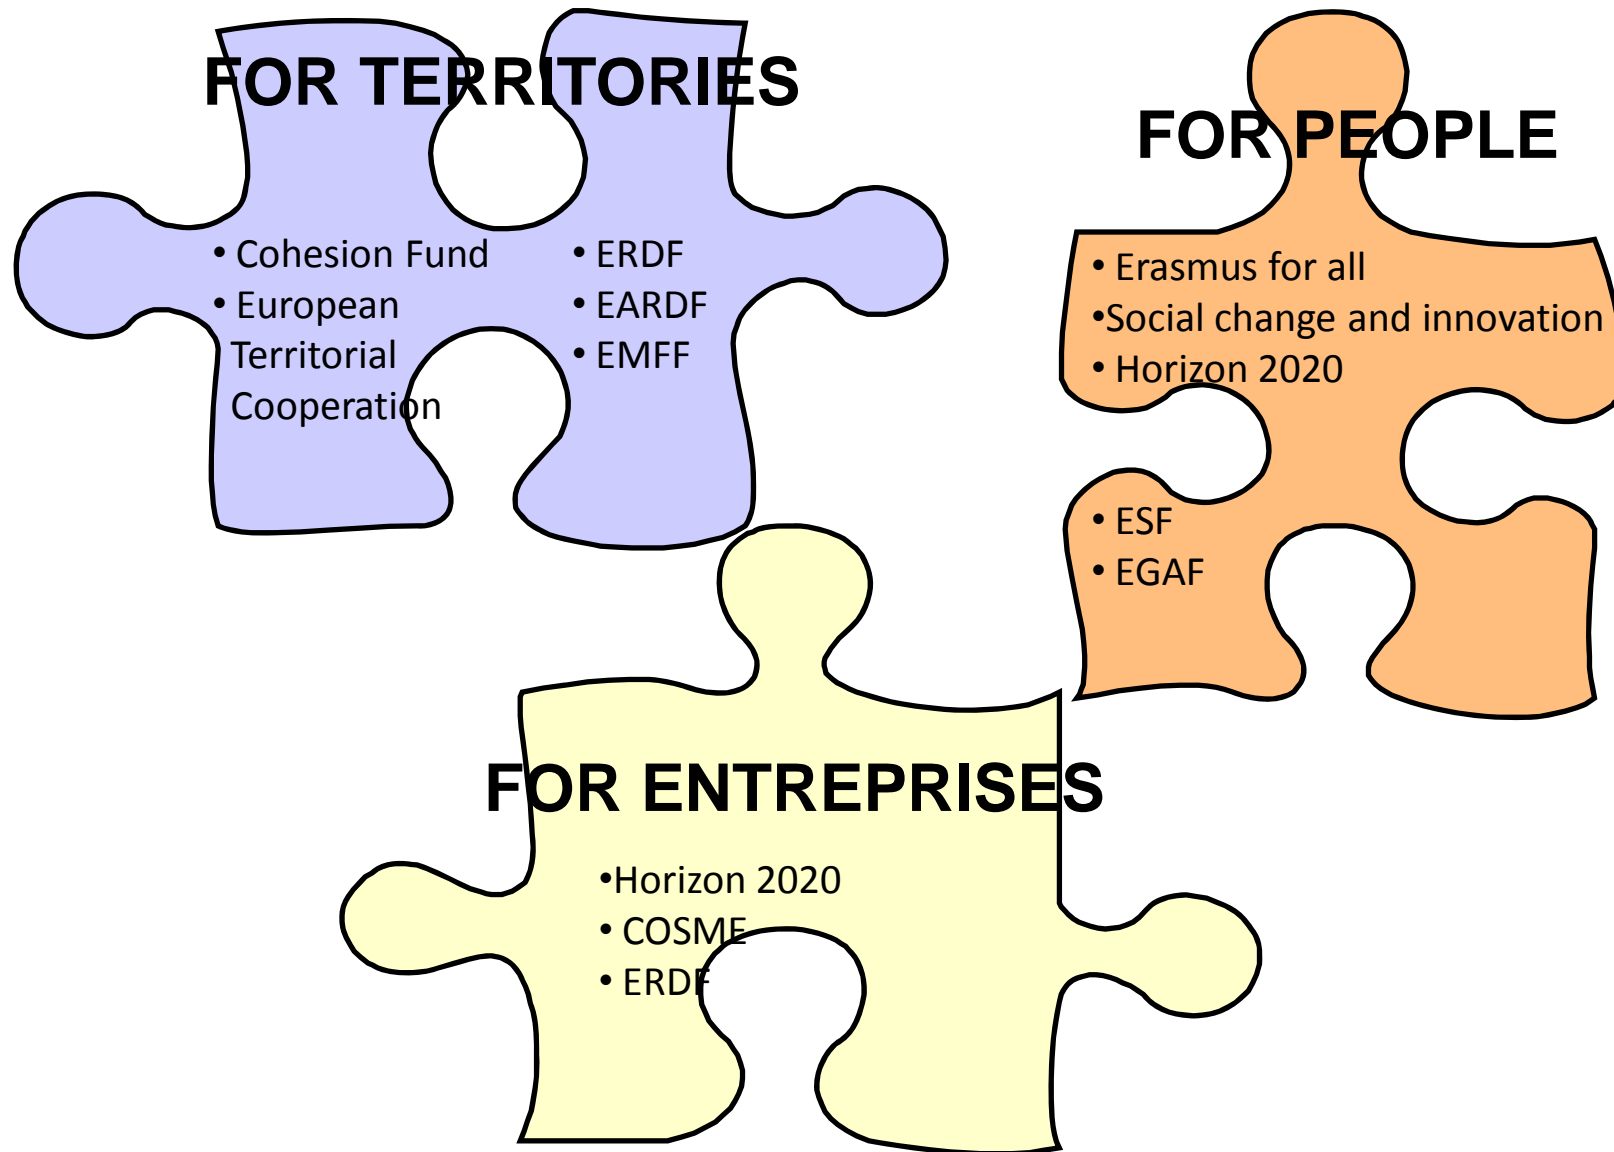 FOR TERRITORIES
• Cohesion Fund
• European
Territorial
Cooperation
• ERDF
• EARDF
• EMFF
FOR PEOPLE
• Erasmus for all
•Social change and innovation
• Horizon 2020
• ESF
• EGAF
FOR ENTREPRISES
•Horizon 2020
• COSME
• ERDF